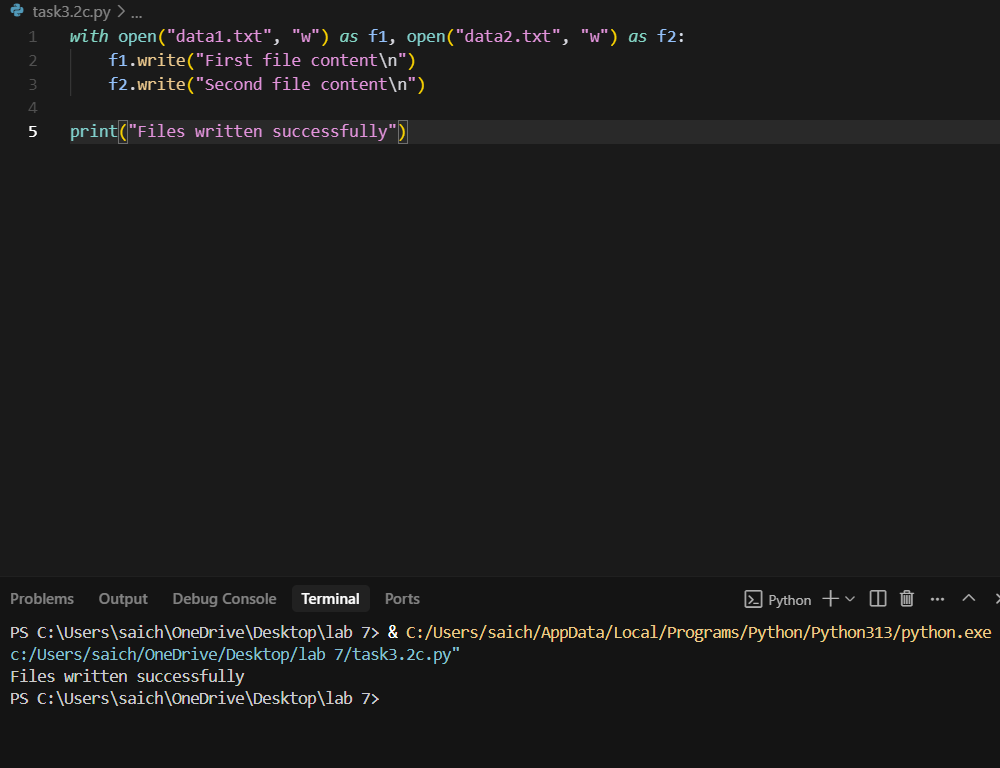 task3.2c.py > ...
1 with open("data1.txt", "w") as f1, open("data2.txt", "w") as f2:
2     f1.write("First file content\n")
3     f2.write("Second file content\n")
4
5 print("Files written successfully")
Problems Output Debug Console Terminal Ports Python
PS C:\Users\saich\OneDrive\Desktop\lab 7> & C:/Users/saich/AppData/Local/Programs/Python/Python313/python.exe
c:/Users/saich/OneDrive/Desktop/lab 7/task3.2c.py"
Files written successfully
PS C:\Users\saich\OneDrive\Desktop\lab 7>